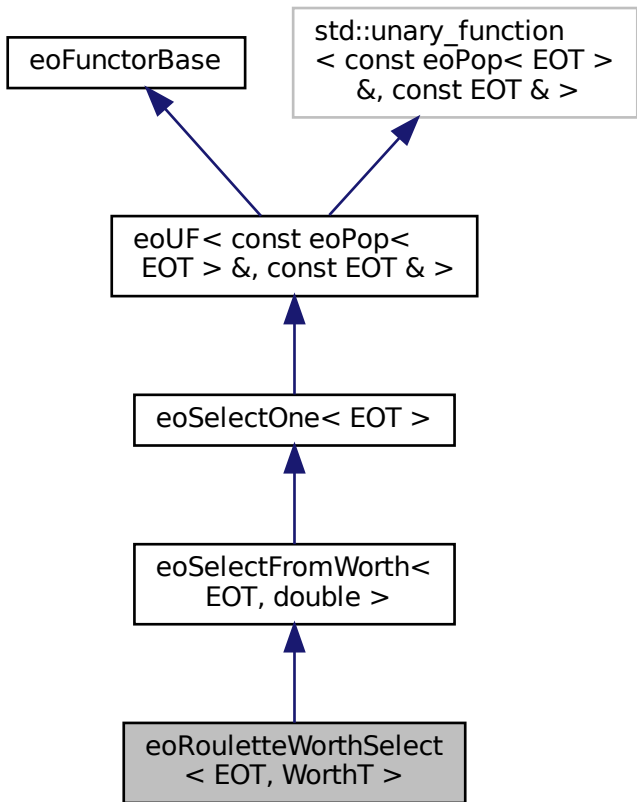 eoFunctorBase
std::unary_function
< const eoPop< EOT >
&, const EOT & >
eoUF< const eoPop<
EOT > &, const EOT & >
eoSelectOne< EOT >
eoSelectFromWorth<
EOT, double >
eoRouletteWorthSelect
< EOT, WorthT >